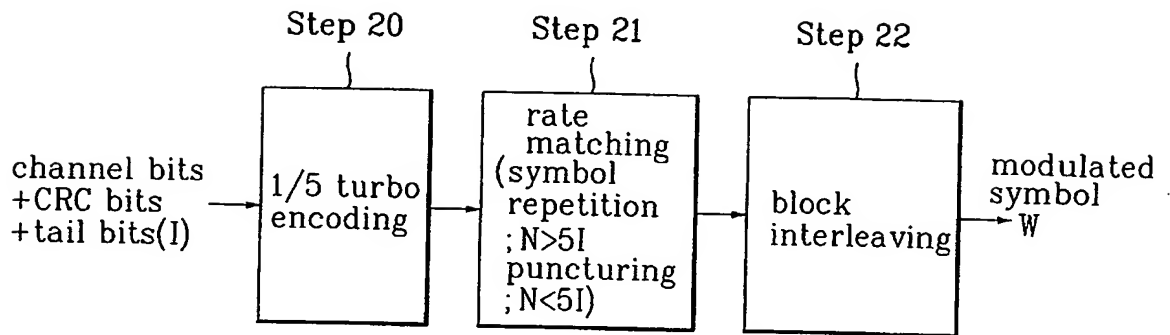 Step 20
Step 21
Step 22
channel bits
+CRC bits
+tail bits(I)
1/5 turbo
encoding
rate
matching
(symbol
repetition
;N>5I
puncturing
;N<5I)
block
interleaving
modulated
symbol
W